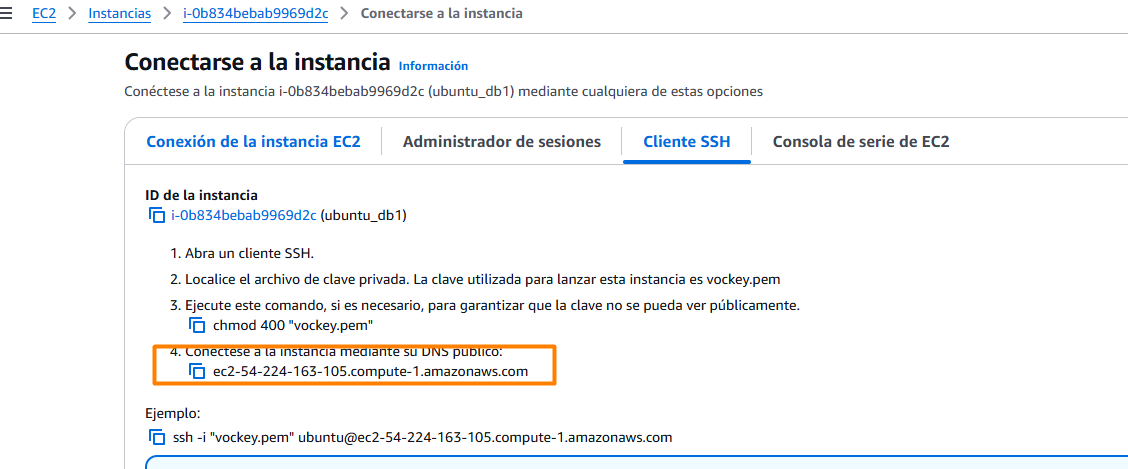 EC2 > Instancias > i-0b834bebab9969d2c > Conectarse a la instancia
Conectarse a la instancia Información
Conéctese a la instancia i-0b834bebab9969d2c (ubuntu_db1) mediante cualquiera de estas opciones
Conexión de la instancia EC2 Administrador de sesiones Cliente SSH Consola de serie de EC2
ID de la instancia
i-0b834bebab9969d2c (ubuntu_db1)
1. Abra un cliente SSH.
2. Localice el archivo de clave privada. La clave utilizada para lanzar esta instancia es vockey.pem
3. Ejecute este comando, si es necesario, para garantizar que la clave no se pueda ver públicamente.
chmod 400 "vockey.pem"
4. Conéctese a la instancia mediante su DNS público:
ec2-54-224-163-105.compute-1.amazonaws.com
Ejemplo:
ssh -i "vockey.pem" ubuntu@ec2-54-224-163-105.compute-1.amazonaws.com